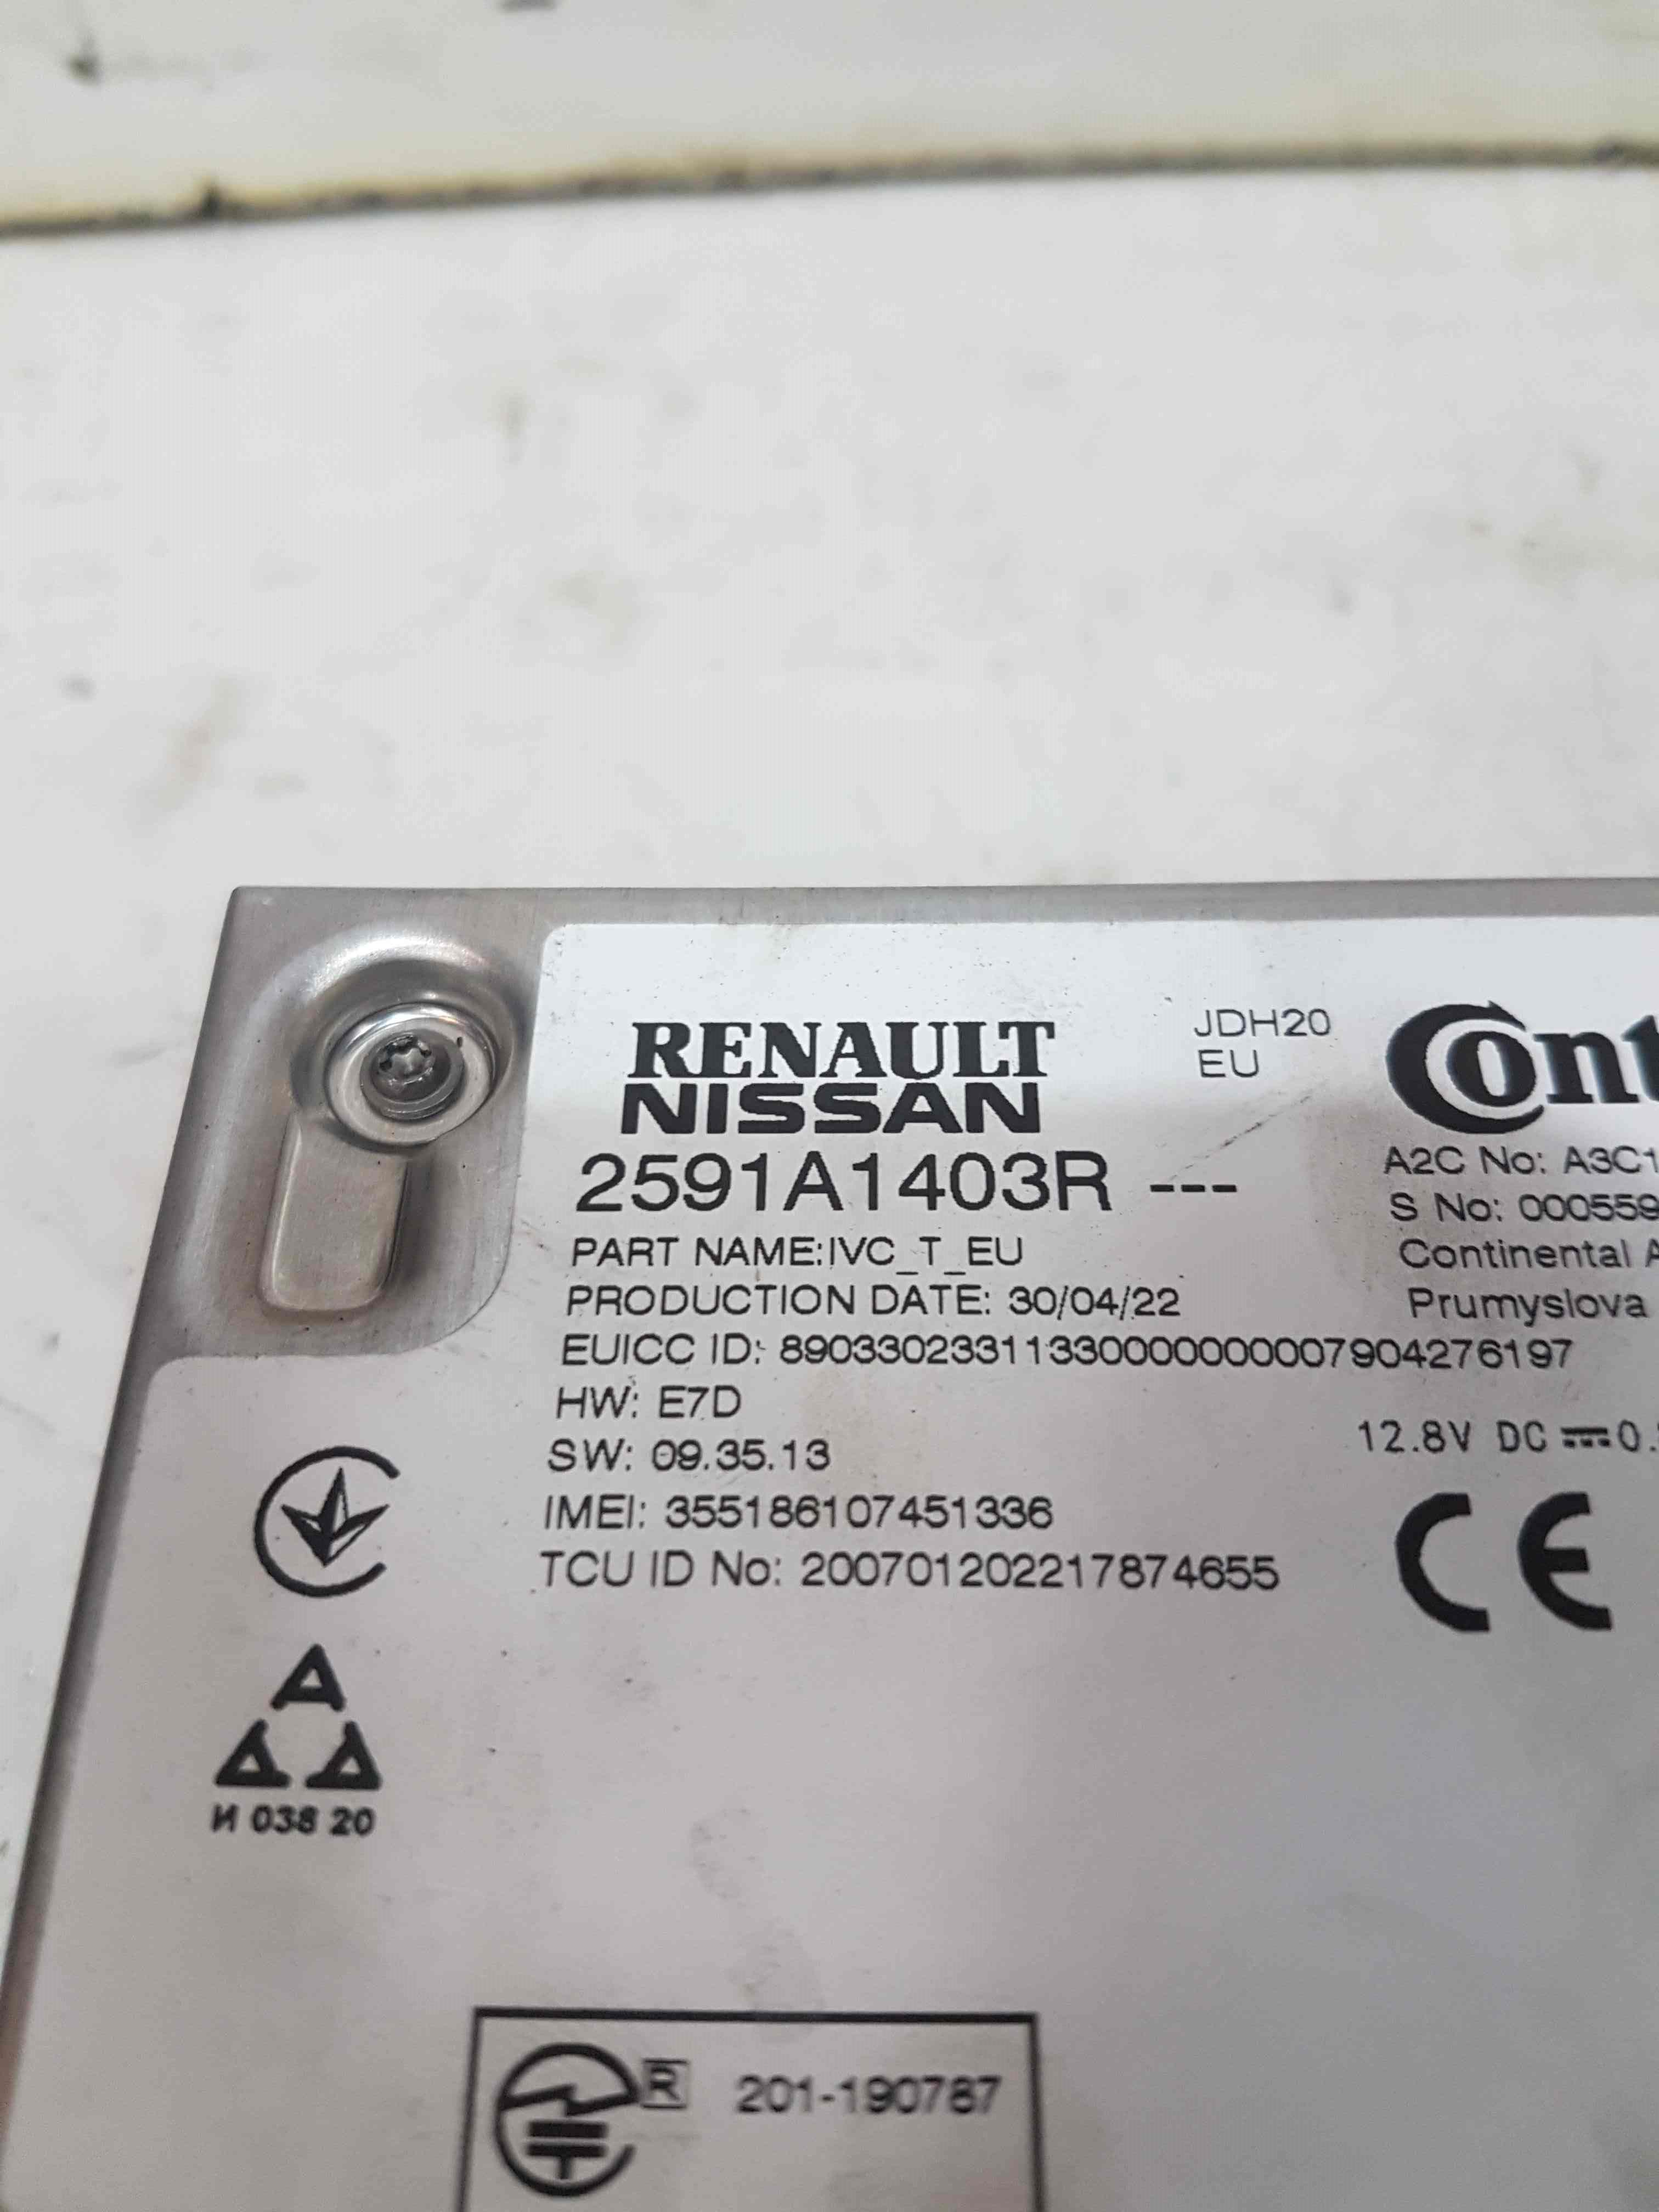 RENAULT
NISSAN
JDH20
EU
2591A1403R ---
PART NAME:IVC_T_EU
PRODUCTION DATE: 30/04/22
EUICC ID: 89033023311330000000007904276197
HW: E7D
SW: 09.35.13
IMEI: 355186107451336
TCU ID No: 200701202217874655
Cont
A2C No: A3C1
S No: 000559
Continental A
Prumyslova
12.8V DC 0.
CE
И 038 20
R 201-190787